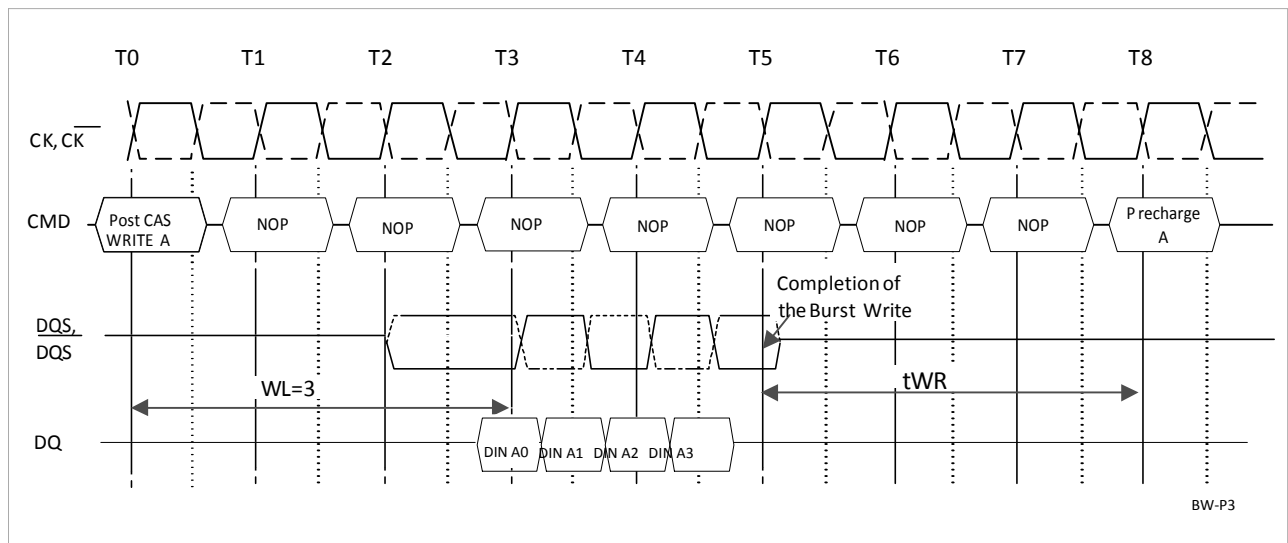 T0 T1 T2 T3 T4 T5 T6 T7 T8
CK, CK
CMD
Post CAS
WRITE A
NOP NOP NOP NOP NOP NOP NOP
P recharge
A
Completion of
the Burst Write
DQS,
DQS
WL=3
tWR
DQ
DIN A0 DIN A1 DIN A2 DIN A3
BW-P3